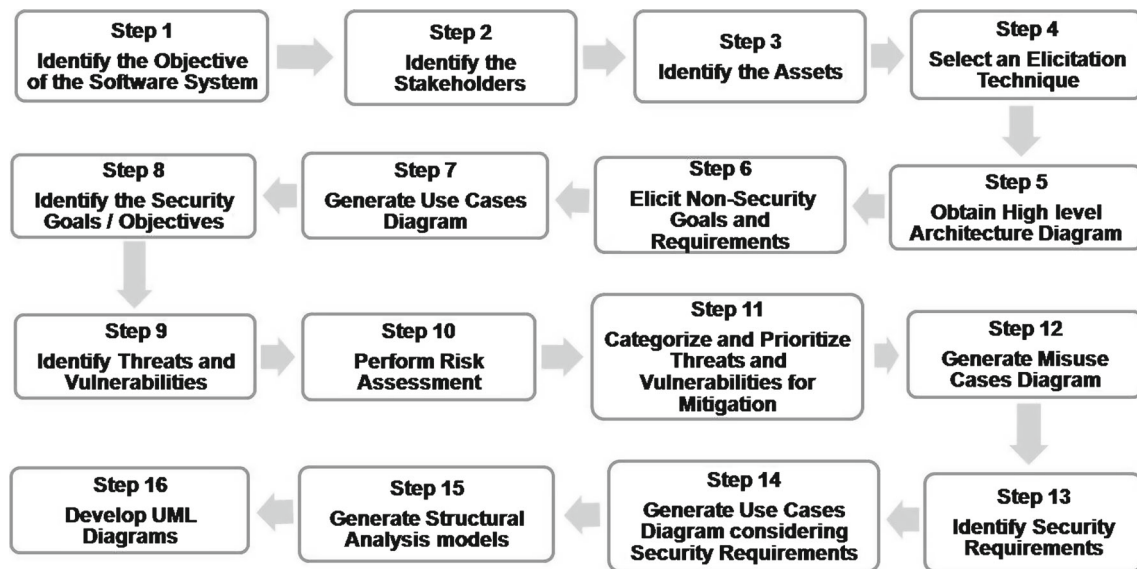 Step 1
Identify the Objective
of the Software System
Step 2
Identify the
Stakeholders
Step 3
Identify the Assets
Step 4
Select an Elicitation
Technique
Step 5
Obtain High level
Architecture Diagram
Step 6
Elicit Non-Security
Goals and
Requirements
Step 7
Generate Use Cases
Diagram
Step 8
Identify the Security
Goals / Objectives
Step 9
Identify Threats and
Vulnerabilities
Step 10
Perform Risk
Assessment
Step 11
Categorize and Prioritize
Threats and
Vulnerabilities for
Mitigation
Step 12
Generate Misuse
Cases Diagram
Step 13
Identify Security
Requirements
Step 14
Generate Use Cases
Diagram considering
Security Requirements
Step 15
Generate Structural
Analysis models
Step 16
Develop UML
Diagrams